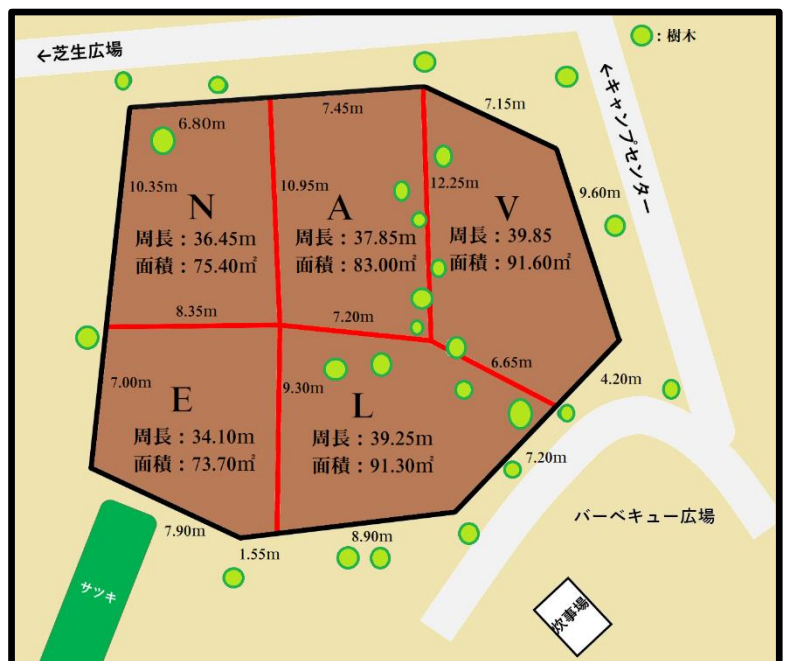 ←芝生広場
：樹木
←キャンプセンター
6.80m
7.45m
7.15m
10.35m
10.95m
12.25m
9.60m
N
周長：36.45m
面積：75.40㎡
A
周長：37.85m
面積：83.00㎡
V
周長：39.85
面積：91.60㎡
8.35m
7.20m
6.65m
4.20m
7.00m
9.30m
E
周長：34.10m
面積：73.70㎡
L
周長：39.25m
面積：91.30㎡
7.20m
7.90m
1.55m
8.90m
バーベキュー広場
サツキ
炊事場